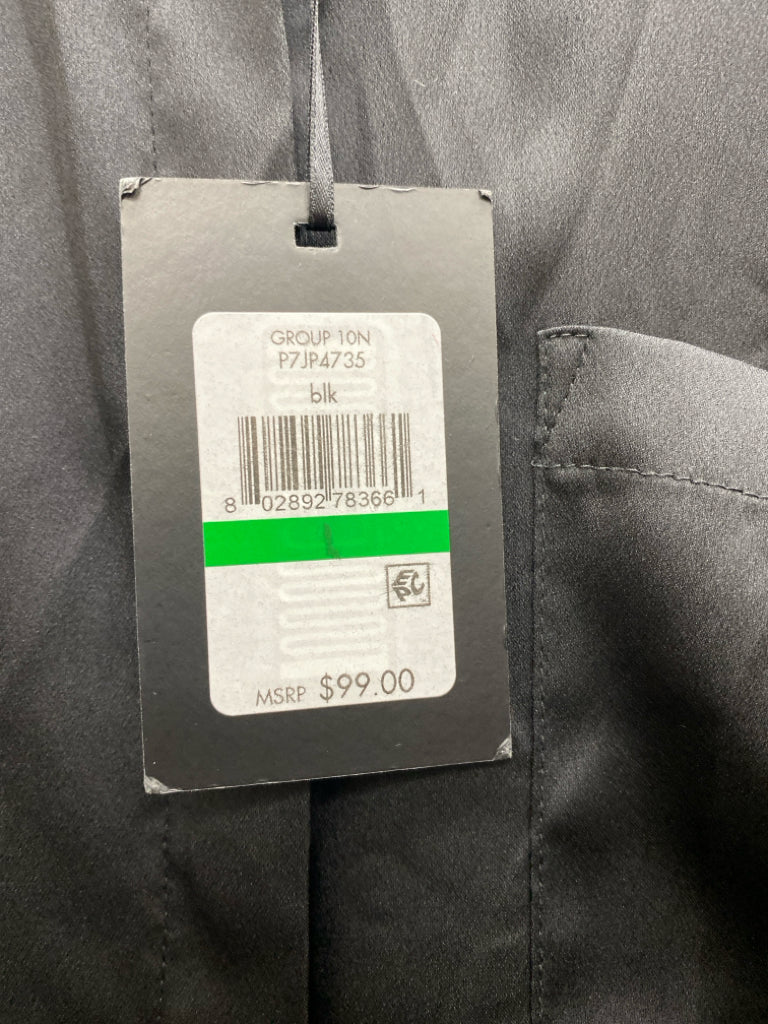 GROUP 10N
P7JP4735
blk
8 02892 78366 1
EPC
MSRP $99.00